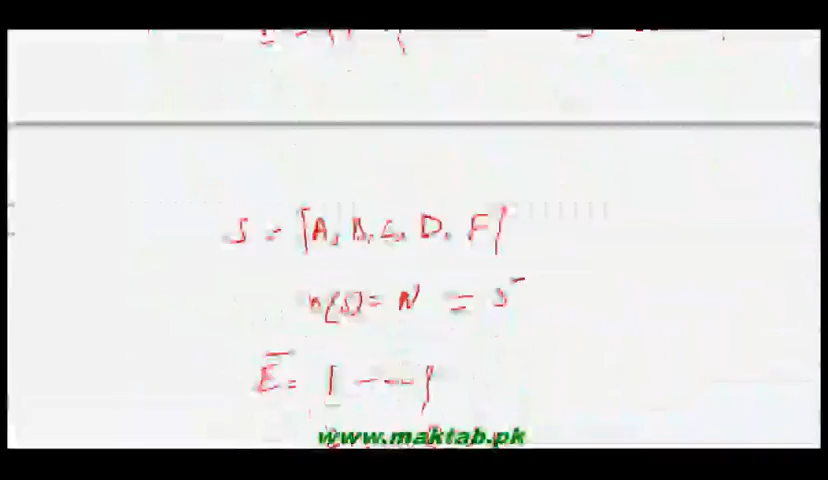 S = {A, B, C, D, F}
n(S) = N = 5
E = { - - - }
www.maktab.pk